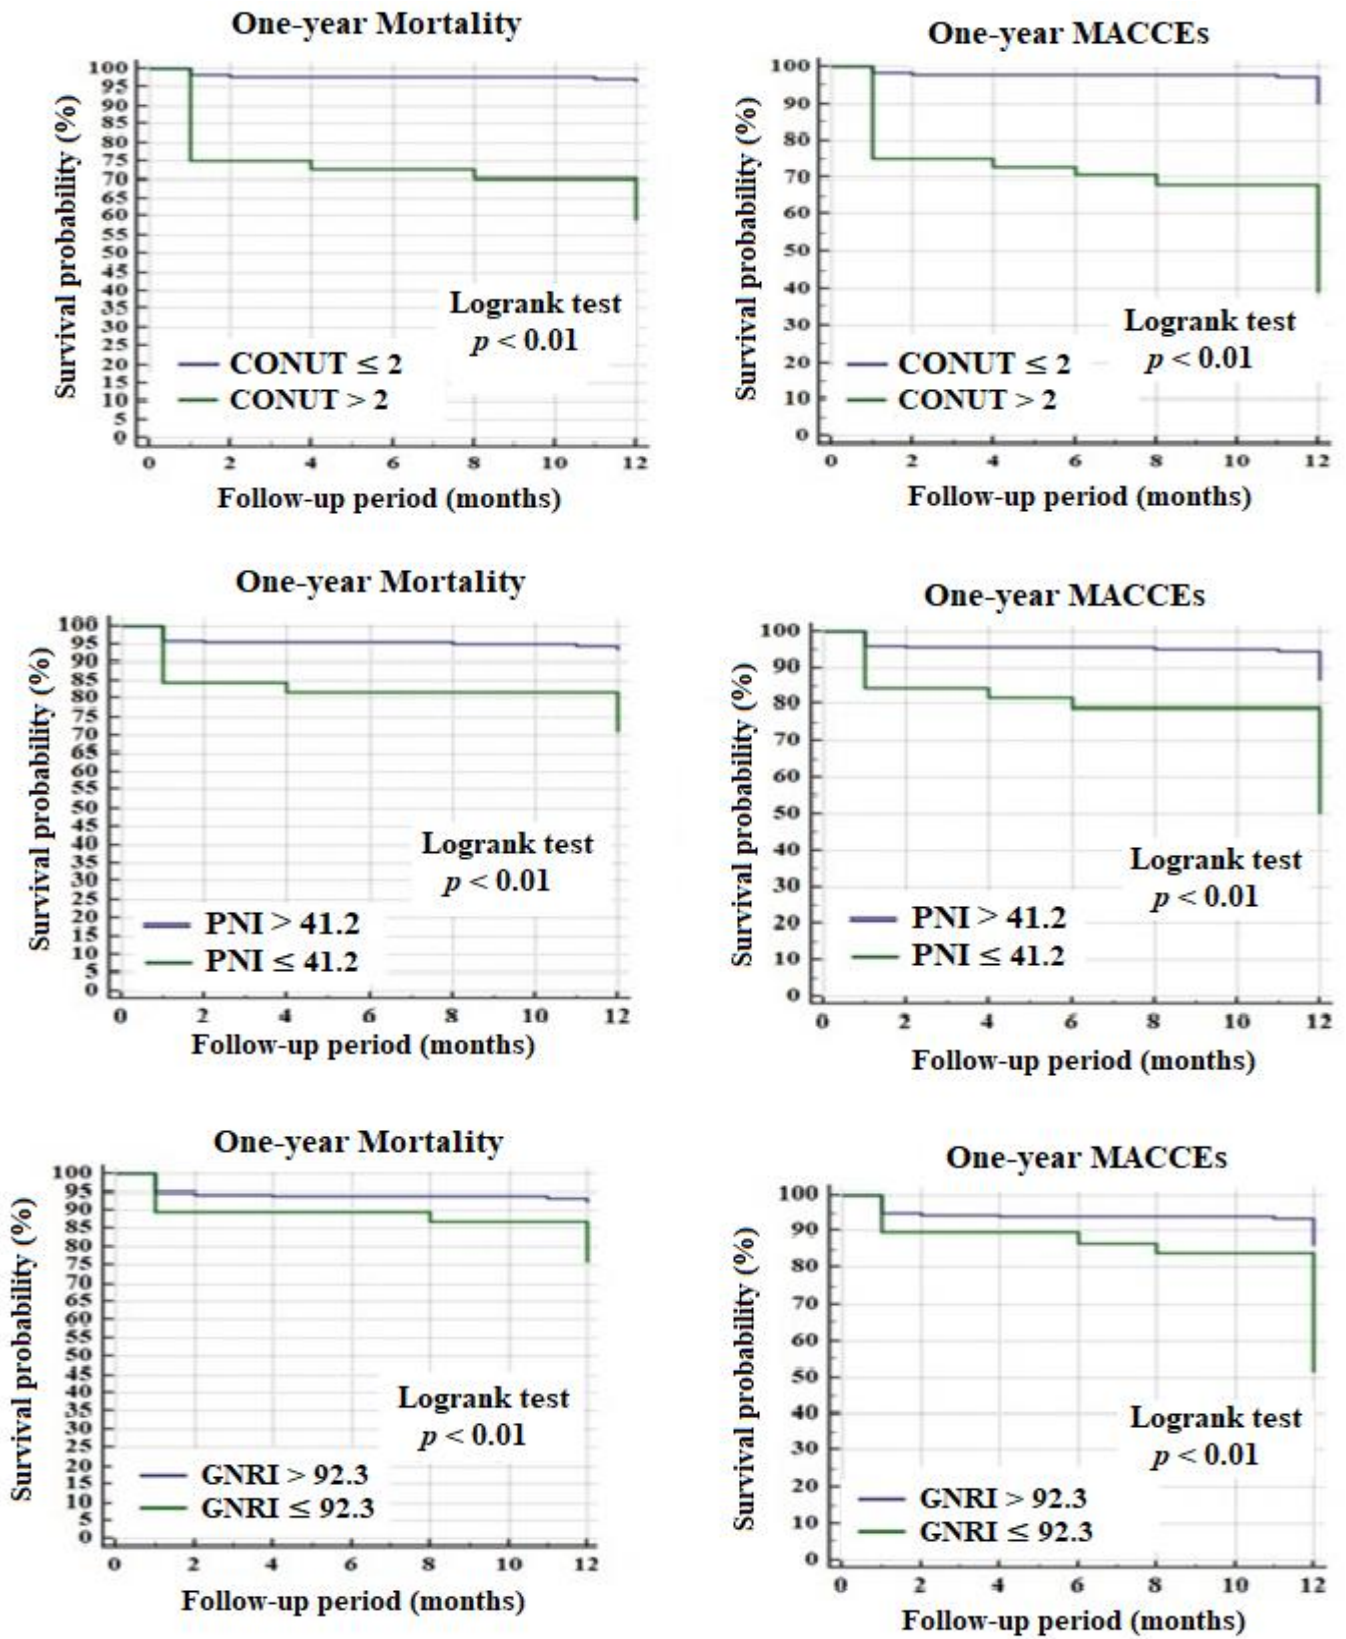 One-year Mortality
Survival probability (%)
100
95
90
85
80
75
70
65
60
55
50
45
40
35
30
25
20
15
10
5
0
Logrank test
p < 0.01
CONUT ≤ 2
CONUT > 2
0 2 4 6 8 10 12
Follow-up period (months)
One-year MACCEs
Survival probability (%)
100
90
80
70
60
50
40
30
20
10
0
Logrank test
p < 0.01
CONUT ≤ 2
CONUT > 2
0 2 4 6 8 10 12
Follow-up period (months)
One-year Mortality
Survival probability (%)
100
95
90
85
80
75
70
65
60
55
50
45
40
35
30
25
20
15
10
5
0
Logrank test
p < 0.01
PNI > 41.2
PNI ≤ 41.2
0 2 4 6 8 10 12
Follow-up period (months)
One-year MACCEs
Survival probability (%)
100
90
80
70
60
50
40
30
20
10
0
Logrank test
p < 0.01
PNI > 41.2
PNI ≤ 41.2
0 2 4 6 8 10 12
Follow-up period (months)
One-year Mortality
Survival probability (%)
100
95
90
85
80
75
70
65
60
55
50
45
40
35
30
25
20
15
10
5
0
Logrank test
p < 0.01
GNRI > 92.3
GNRI ≤ 92.3
0 2 4 6 8 10 12
Follow-up period (months)
One-year MACCEs
Survival probability (%)
100
90
80
70
60
50
40
30
20
10
0
Logrank test
p < 0.01
GNRI > 92.3
GNRI ≤ 92.3
0 2 4 6 8 10 12
Follow-up period (months)